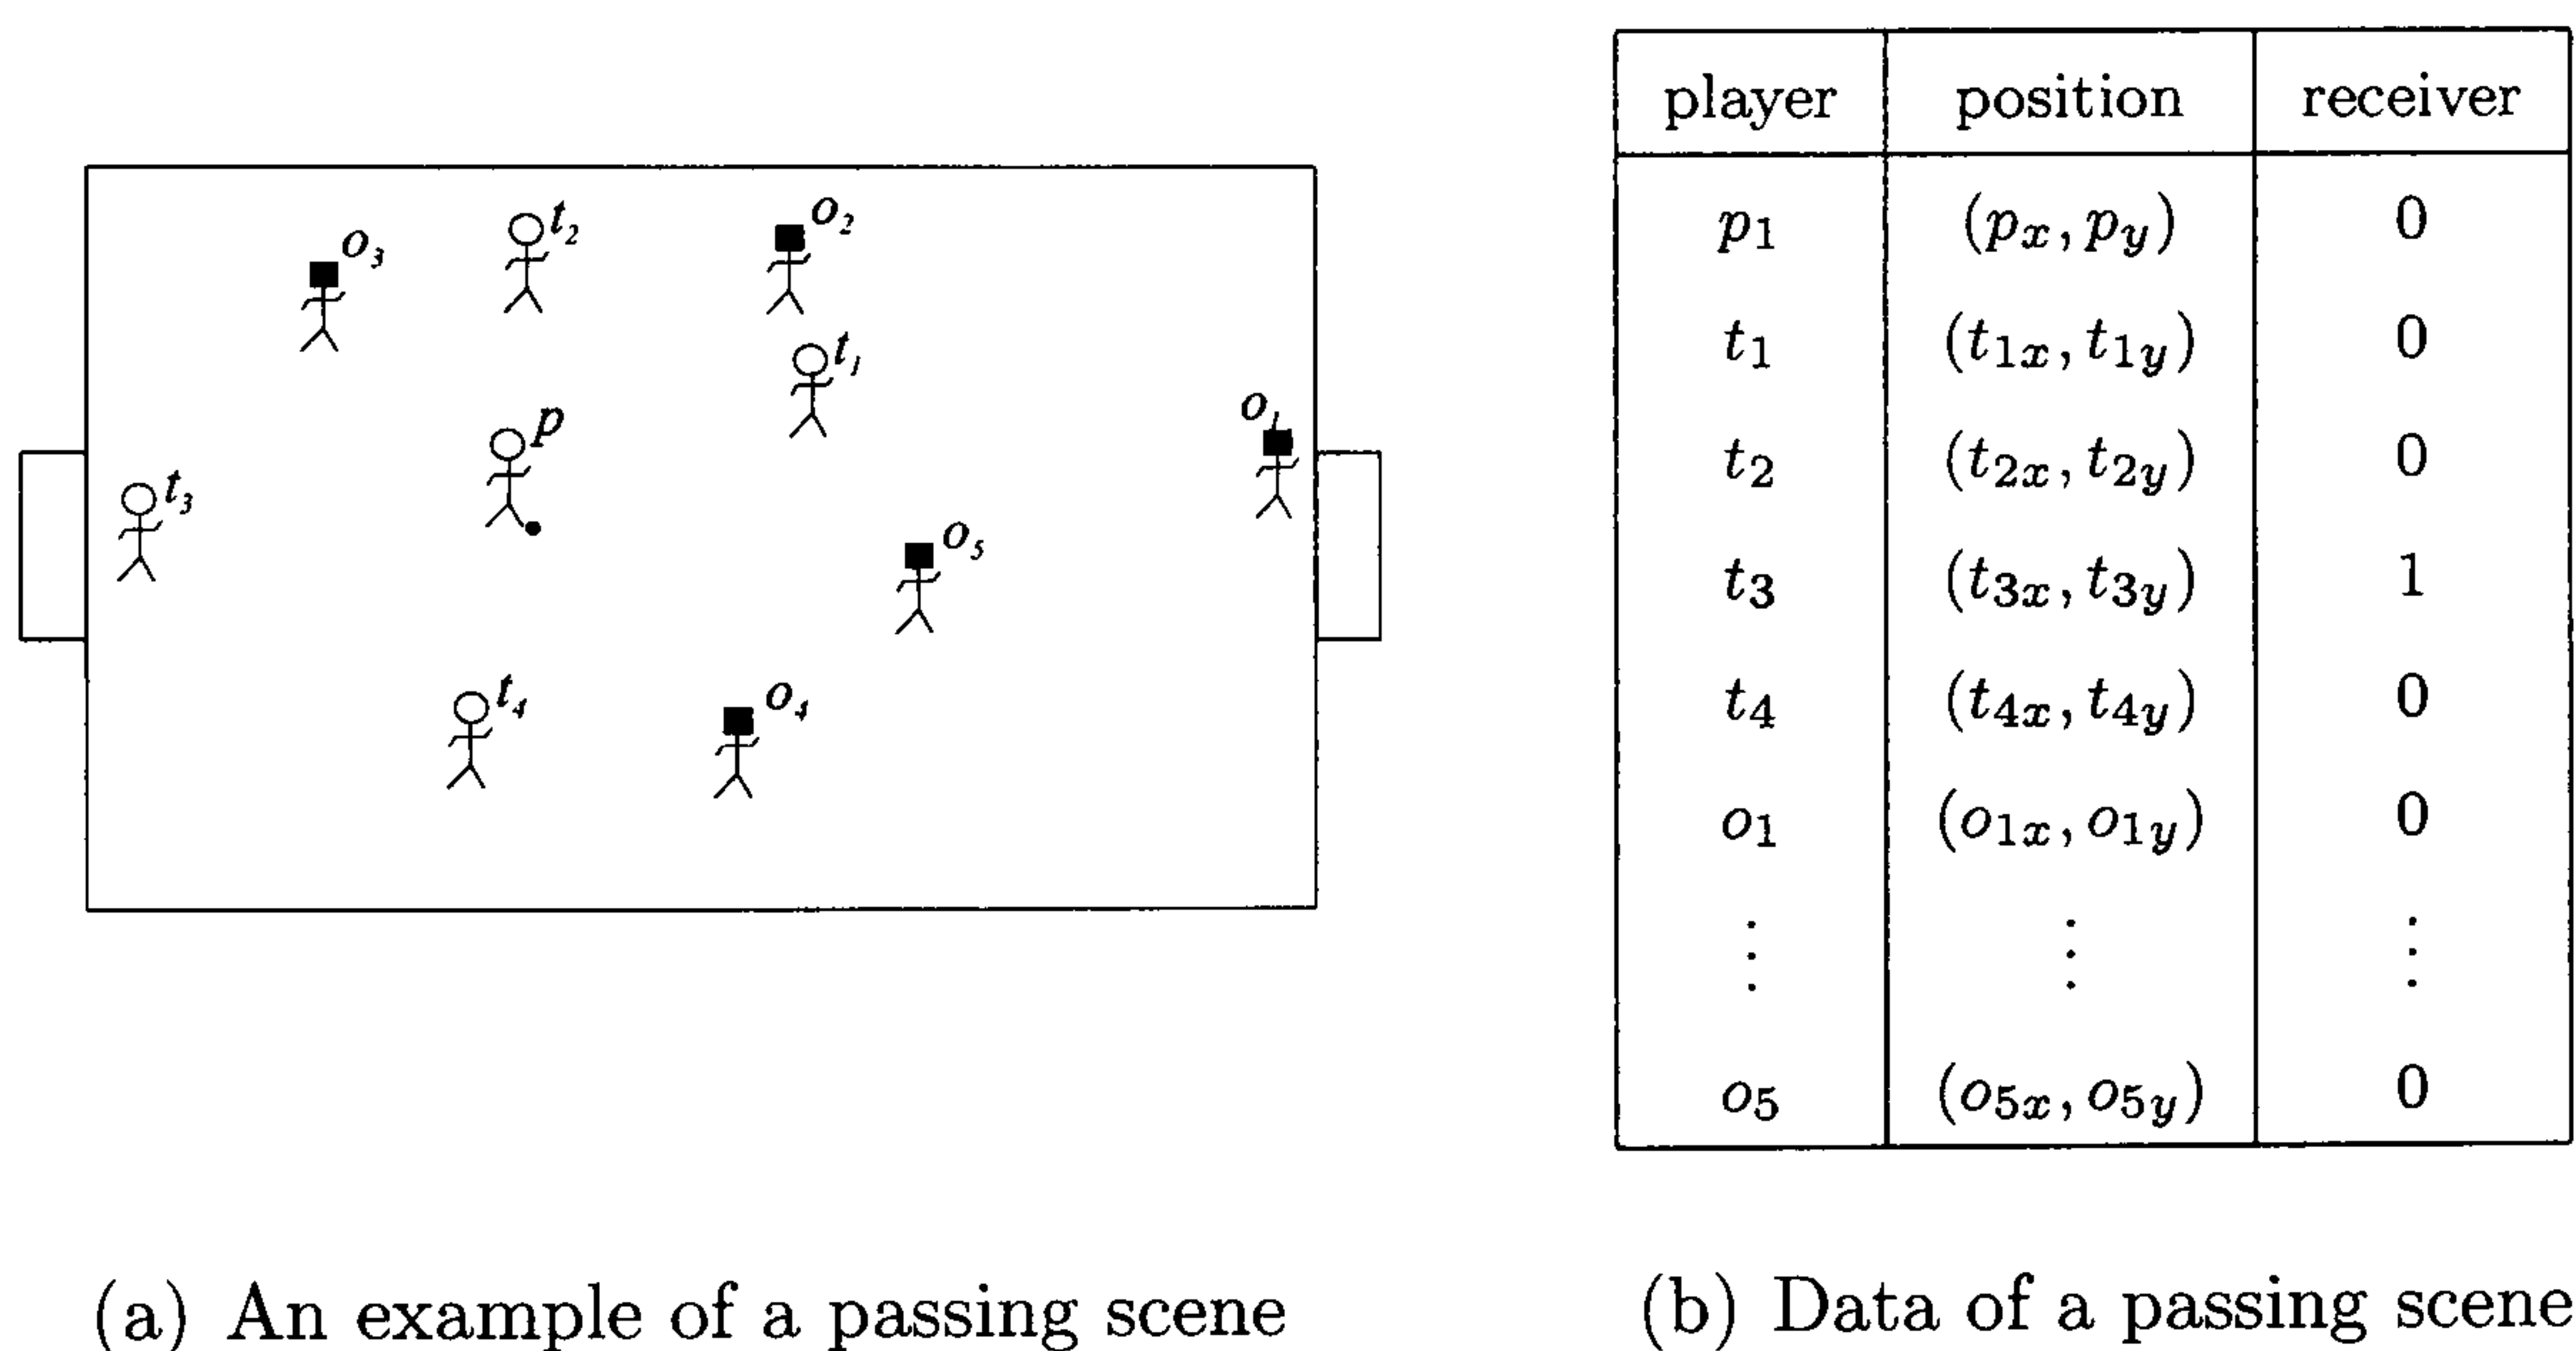 o₃
t₂
o₂
t₁
p
o₁
t₃
o₅
t₄
o₄
(a) An example of a passing scene
player position receiver
p₁ (pₓ, p_y) 0
t₁ (t₁ₓ, t₁y) 0
t₂ (t₂ₓ, t₂y) 0
t₃ (t₃ₓ, t₃y) 1
t₄ (t₄ₓ, t₄y) 0
o₁ (o₁ₓ, o₁y) 0
⋮ ⋮ ⋮
o₅ (o₅ₓ, o₅y) 0
(b) Data of a passing scene